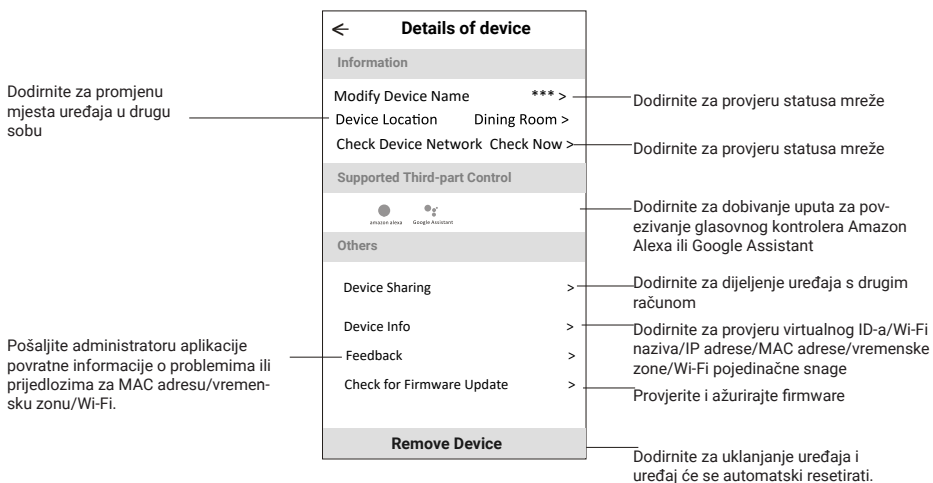 ← Details of device
Information
Modify Device Name *** >
Device Location Dining Room >
Check Device Network Check Now >
Supported Third-part Control
amazon alexa Google Assistant
Others
Device Sharing >
Device Info >
Feedback >
Check for Firmware Update >
Remove Device
Dodirnite za promjenu
mjesta uređaja u drugu
sobu
Pošaljite administratoru aplikacije
povratne informacije o problemima ili
prijedlozima za MAC adresu/vremen-
sku zonu/Wi-Fi.
Dodirnite za provjeru statusa mreže
Dodirnite za provjeru statusa mreže
Dodirnite za dobivanje uputa za pov-
ezivanje glasovnog kontrolera Amazon
Alexa ili Google Assistant
Dodirnite za dijeljenje uređaja s drugim
računom
Dodirnite za provjeru virtualnog ID-a/Wi-Fi
naziva/IP adrese/MAC adrese/vremenske
zone/Wi-Fi pojedinačne snage
Provjerite i ažurirajte firmware
Dodirnite za uklanjanje uređaja i
uređaj će se automatski resetirati.